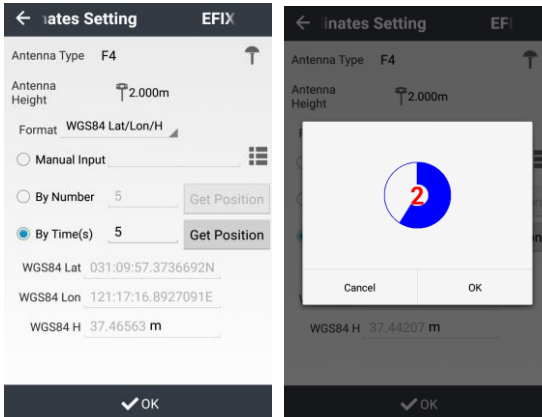 inates Setting EFIX
Antenna Type F4
Antenna
Height 2.000m
Format WGS84 Lat/Lon/H
Manual Input
By Number 5 Get Position
By Time(s) 5 Get Position
WGS84 Lat 031:09:57.3736692N
WGS84 Lon 121:17:16.8927091E
WGS84 H 37.46563 m
OK
inates Setting EFI
Antenna Type F4
Antenna
Height 2.000m
2
Cancel OK
WGS84 H 37.44207 m
OK